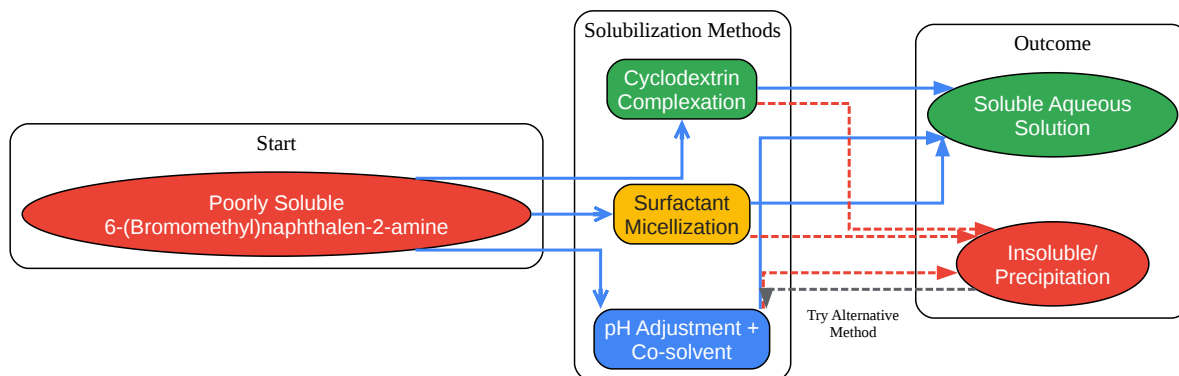 Start
Poorly Soluble
6-(Bromomethyl)naphthalen-2-amine
Solubilization Methods
Cyclodextrin
Complexation
Surfactant
Micellization
pH Adjustment +
Co-solvent
Outcome
Soluble Aqueous
Solution
Insoluble/
Precipitation
Try Alternative
Method